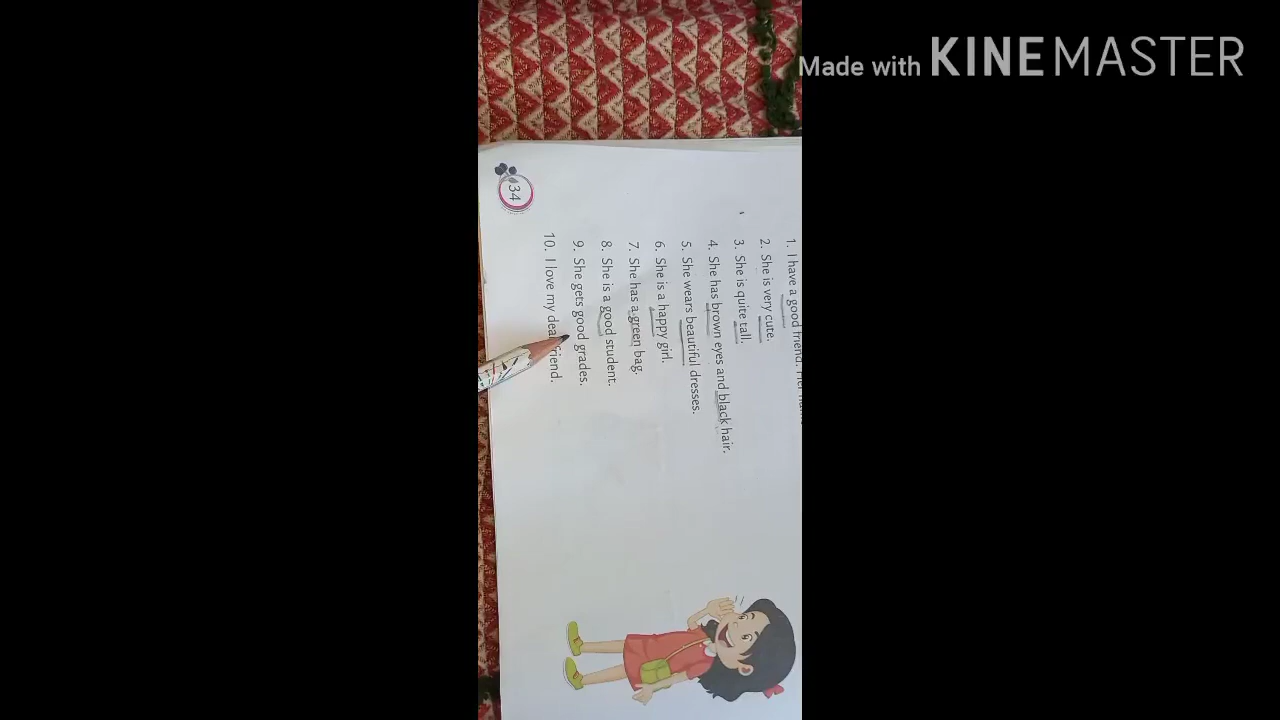 Made with KINEMASTER
1. I have a good friend. Her
2. She is very cute.
3. She is quite tall.
4. She has brown eyes and black hair.
5. She wears beautiful dresses.
6. She is a happy girl.
7. She has a green bag.
8. She is a good student.
9. She gets good grades.
10. I love my friend.
34